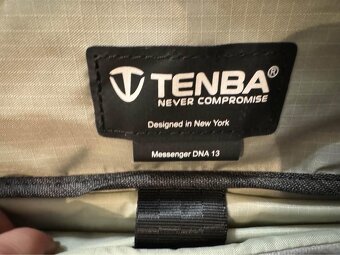 TENBA®
NEVER COMPROMISE
Designed in New York
Messenger DNA 13